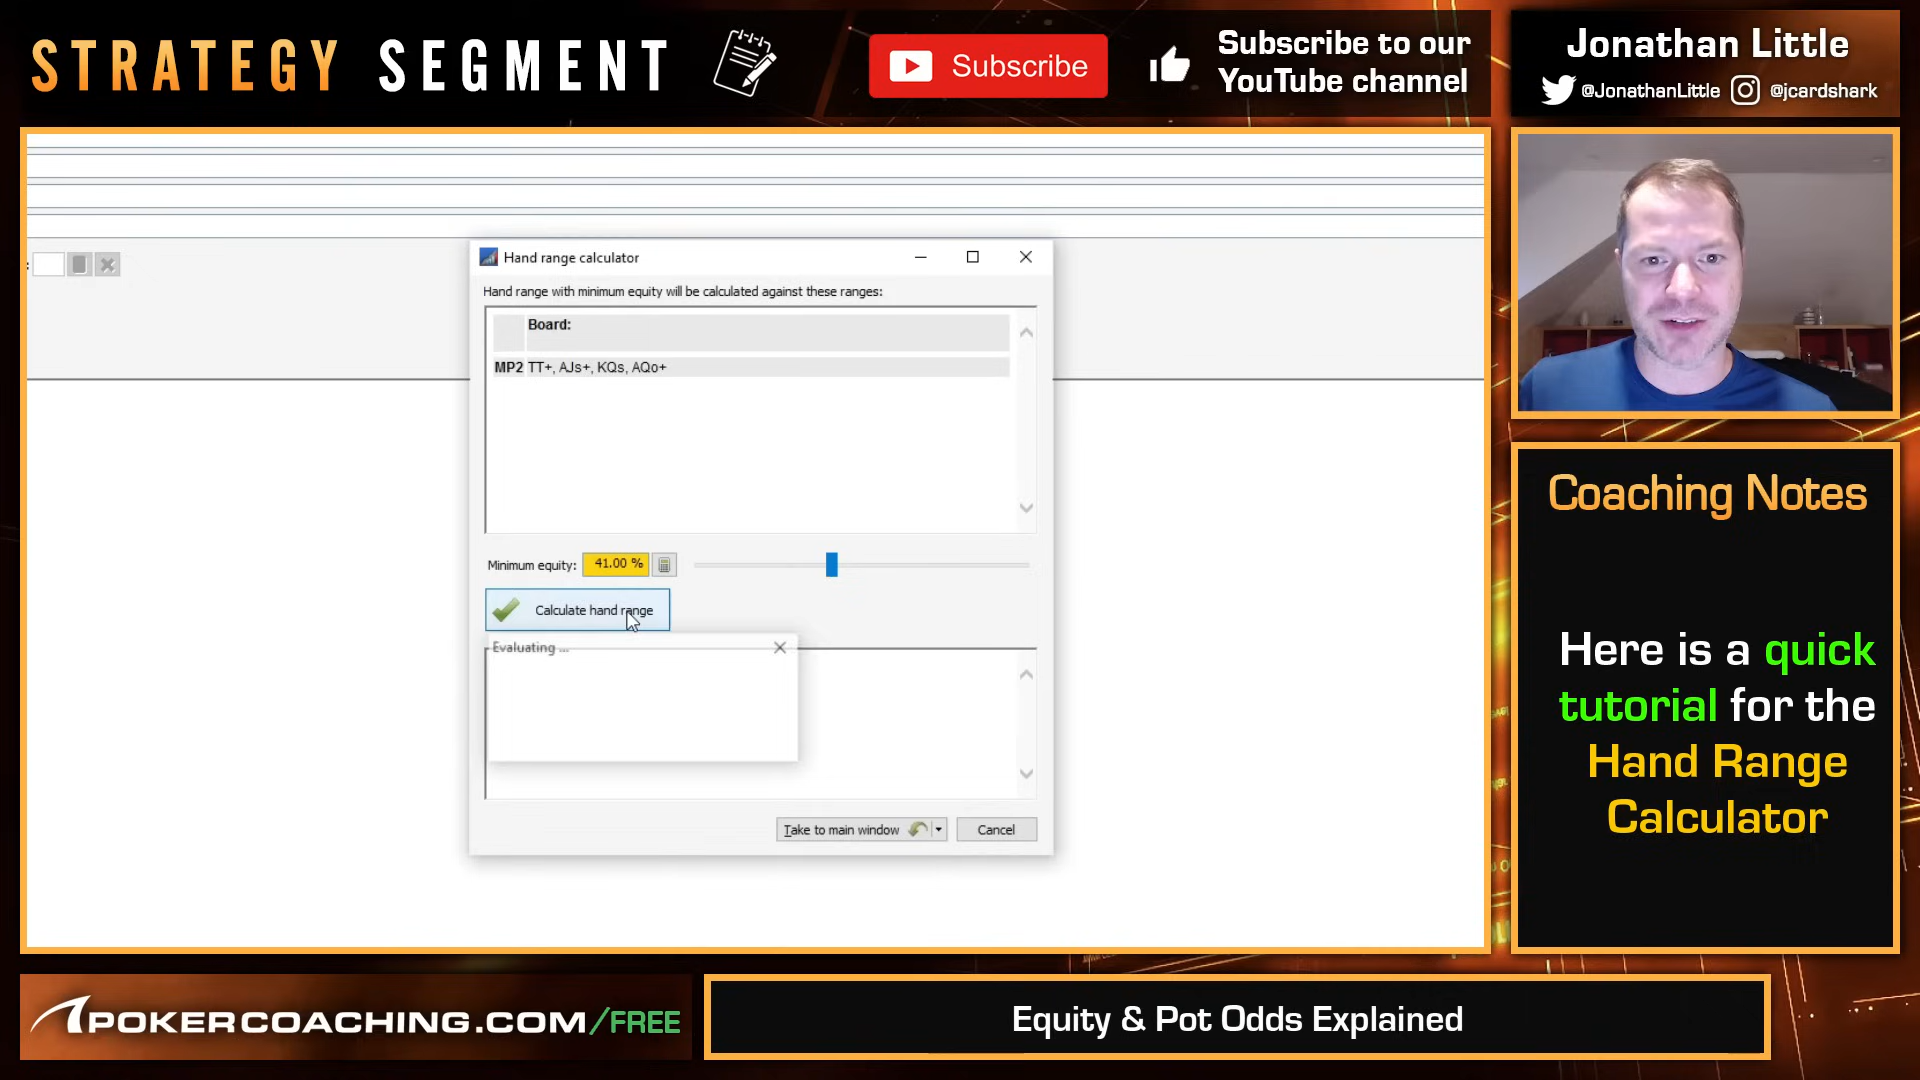 STRATEGY SEGMENT
Subscribe
Subscribe to our
YouTube channel
Jonathan Little
@JonathanLittle @jcardshark
Hand range calculator
Hand range with minimum equity will be calculated against these ranges:
Board:
MP2 TT+, AJs+, KQs, AQo+
Minimum equity: 41.00 %
Calculate hand range
Evaluating ...
Take to main window
Cancel
Coaching Notes
Here is a quick
tutorial for the
Hand Range
Calculator
POKERCOACHING.COM/FREE
Equity & Pot Odds Explained